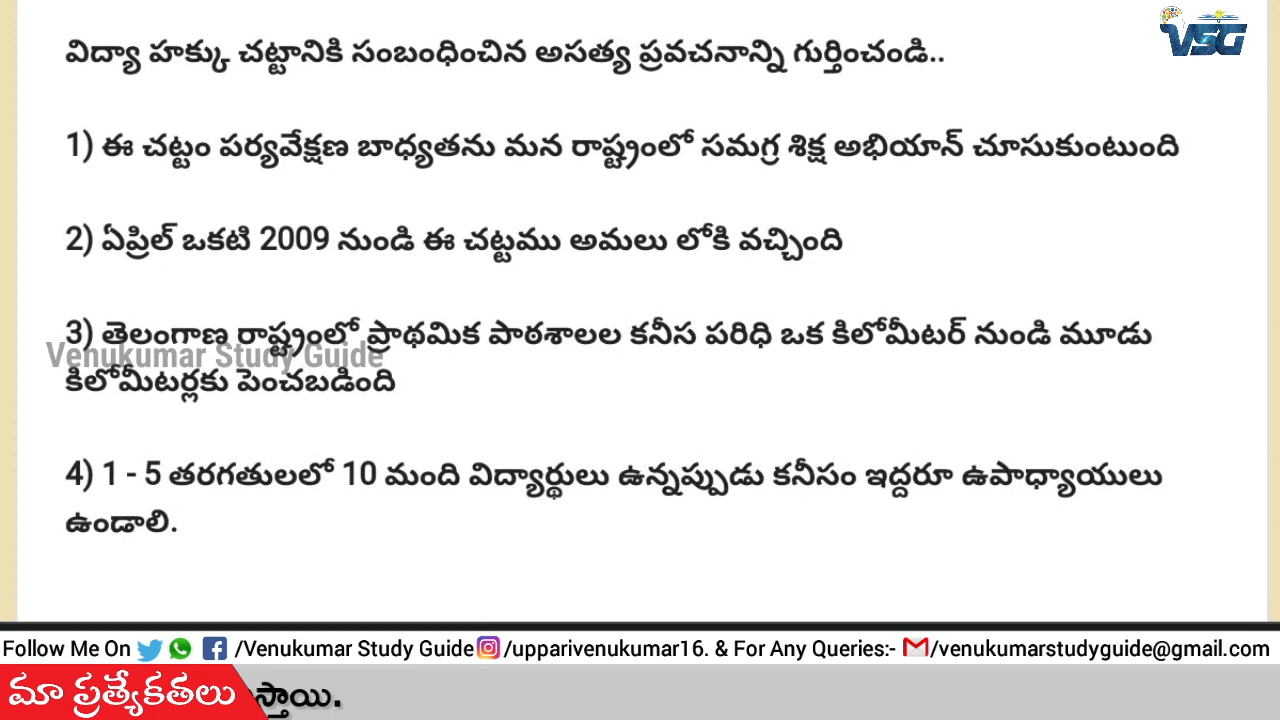 VSG
విద్యా హక్కు చట్టానికి సంబంధించిన అసత్య ప్రవచనాన్ని గుర్తించండి..
1) ఈ చట్టం పర్యవేక్షణ బాధ్యతను మన రాష్ట్రంలో సమగ్ర శిక్ష అభియాన్ చూసుకుంటుంది
2) ఏప్రిల్ ఒకటి 2009 నుండి ఈ చట్టము అమలు లోకి వచ్చింది
3) తెలంగాణ రాష్ట్రంలో ప్రాథమిక పాఠశాలల కనీస పరిధి ఒక కిలోమీటర్ నుండి మూడు
Venukumar Study Guide
కిలోమీటర్లకు పెంచబడింది
4) 1 - 5 తరగతులలో 10 మంది విద్యార్థులు ఉన్నప్పుడు కనీసం ఇద్దరూ ఉపాధ్యాయులు
ఉండాలి.
Follow Me On /Venukumar Study Guide /upparivenukumar16. & For Any Queries:- /venukumarstudyguide@gmail.com
మా ప్రత్యేకతలు